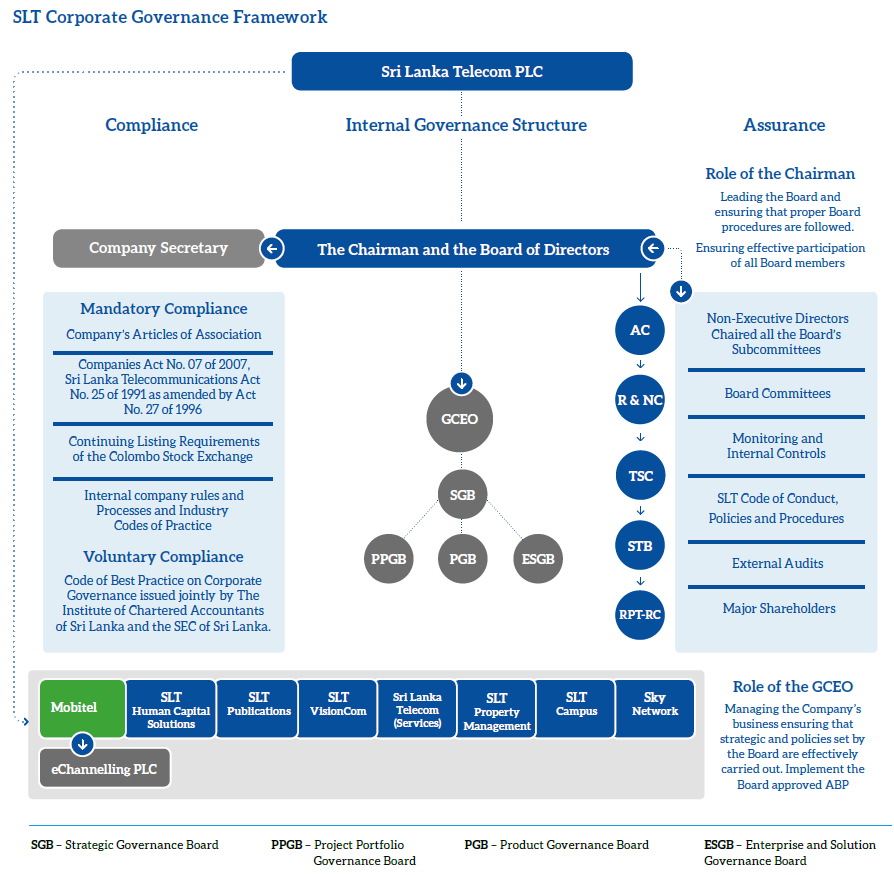 SLT Corporate Governance Framework
Sri Lanka Telecom PLC
Compliance
Internal Governance Structure
Assurance
Role of the Chairman
Leading the Board and
ensuring that proper Board
procedures are followed.
Ensuring effective participation
of all Board members
Company Secretary
The Chairman and the Board of Directors
Mandatory Compliance
Company's Articles of Association
Companies Act No. 07 of 2007,
Sri Lanka Telecommunications Act
No. 25 of 1991 as amended by Act
No. 27 of 1996
Continuing Listing Requirements
of the Colombo Stock Exchange
Internal company rules and
Processes and Industry
Codes of Practice
Voluntary Compliance
Code of Best Practice on Corporate
Governance issued jointly by The
Institute of Chartered Accountants
of Sri Lanka and the SEC of Sri Lanka.
GCEO
SGB
PPGB
PGB
ESGB
AC
R & NC
TSC
STB
RPT-RC
Non-Executive Directors
Chaired all the Board's
Subcommittees
Board Committees
Monitoring and
Internal Controls
SLT Code of Conduct,
Policies and Procedures
External Audits
Major Shareholders
Mobitel
SLT
Human Capital
Solutions
SLT
Publications
SLT
VisionCom
Sri Lanka
Telecom
(Services)
SLT
Property
Management
SLT
Campus
Sky
Network
eChannelling PLC
Role of the GCEO
Managing the Company's
business ensuring that
strategic and policies set by
the Board are effectively
carried out. Implement the
Board approved ABP
SGB – Strategic Governance Board
PPGB – Project Portfolio
Governance Board
PGB – Product Governance Board
ESGB – Enterprise and Solution
Governance Board